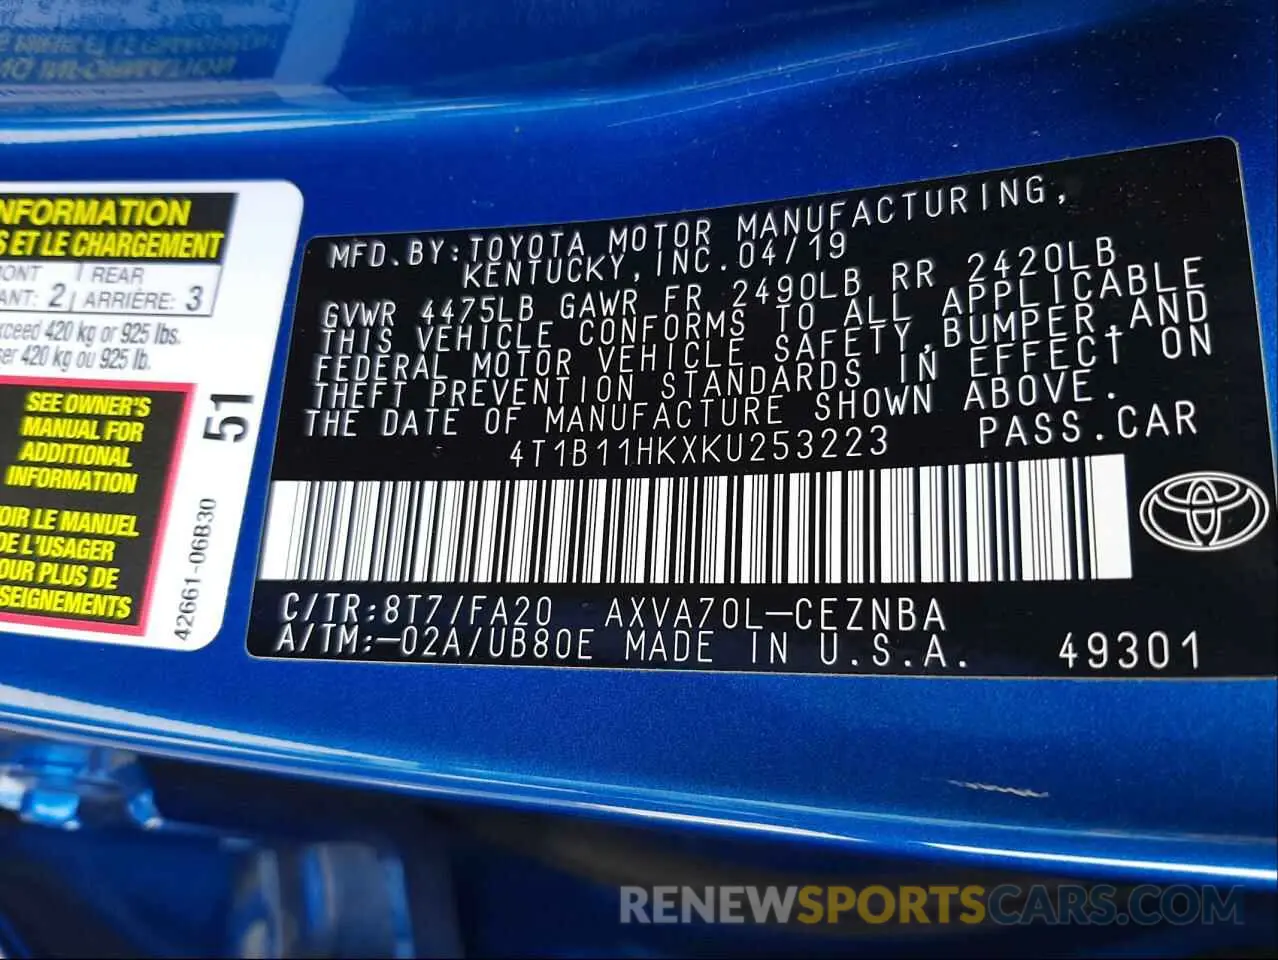 NFORMATION
S ET LE CHARGEMENT
REAR
ANT: 2 ARRIÈRE: 3
xceed 420 kg or 925 lbs.
ser 420 kg ou 925 lb.
SEE OWNER'S
MANUAL FOR
ADDITIONAL
INFORMATION
OIR LE MANUEL
DE L'USAGER
OUR PLUS DE
SEIGNEMENTS
51
42661-06B30
MFD. BY: TOYOTA MOTOR MANUFACTURING,
KENTUCKY, INC. 04/19
GVWR 4475LB GAWR FR 2490LB RR 2420LB
THIS VEHICLE CONFORMS TO ALL APPLICABLE
FEDERAL MOTOR VEHICLE SAFETY, BUMPER, AND
THEFT PREVENTION STANDARDS IN EFFECT ON
THE DATE OF MANUFACTURE SHOWN ABOVE.
4T1B11HKXKU253223 PASS.CAR
C/TR:8T7/FA20 AXVA70L-CEZNBA
A/TM:-02A/UB80E MADE IN U.S.A. 49301
RENEWSPORTSCARS.COM